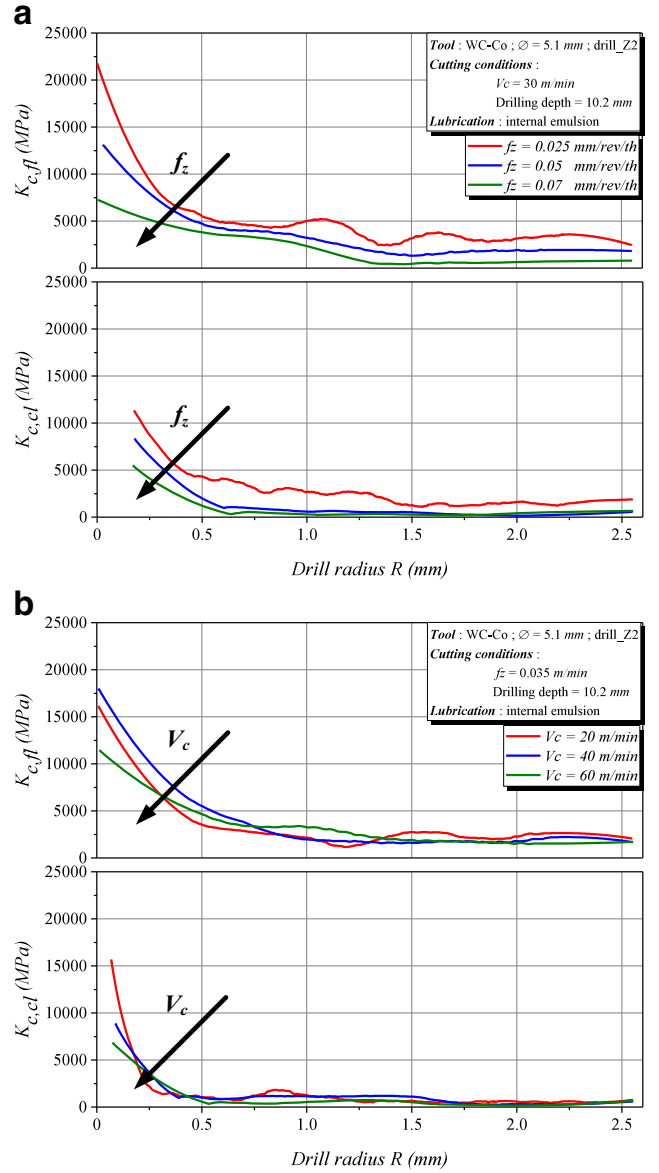 a
25000
20000
15000
10000
5000
0
K_{c,fl} (MPa)
Tool : WC-Co ; ∅ = 5.1 mm ; drill_Z2
Cutting conditions :
Vc = 30 m/min
Drilling depth = 10.2 mm
Lubrication : internal emulsion
fz = 0.025 mm/rev/th
fz = 0.05 mm/rev/th
fz = 0.07 mm/rev/th
f_z
25000
20000
15000
10000
5000
0
K_{c,cl} (MPa)
f_z
0 0.5 1.0 1.5 2.0 2.5
Drill radius R (mm)
b
25000
20000
15000
10000
5000
0
K_{c,fl} (MPa)
Tool : WC-Co ; ∅ = 5.1 mm ; drill_Z2
Cutting conditions :
fz = 0.035 m/min
Drilling depth = 10.2 mm
Lubrication : internal emulsion
Vc = 20 m/min
Vc = 40 m/min
Vc = 60 m/min
V_c
25000
20000
15000
10000
5000
0
K_{c,cl} (MPa)
V_c
0 0.5 1.0 1.5 2.0 2.5
Drill radius R (mm)